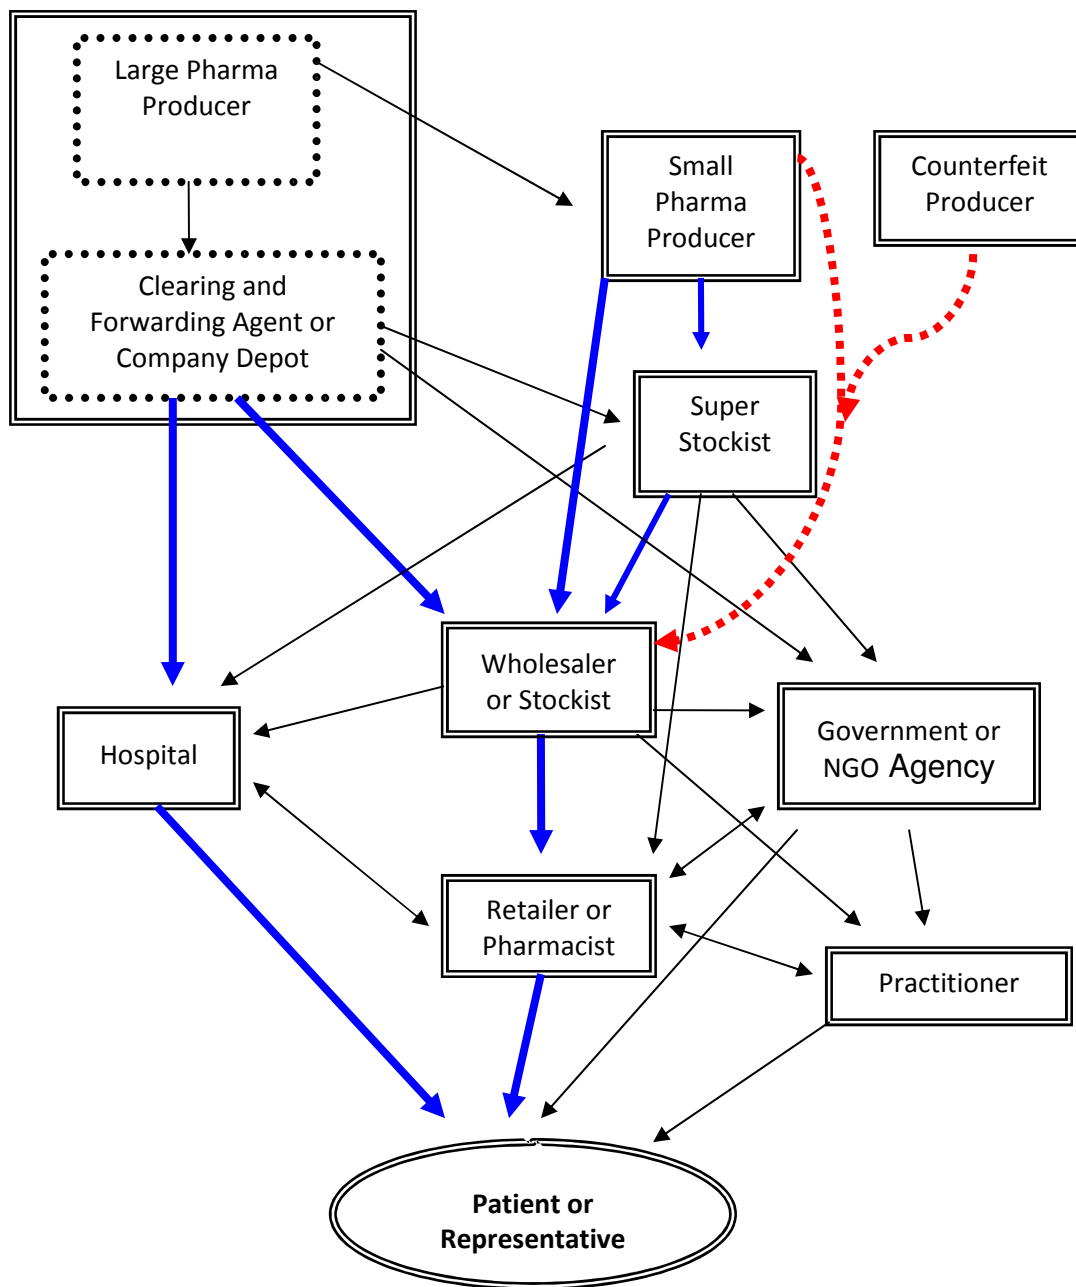 Large Pharma
Producer
Small
Pharma
Producer
Counterfeit
Producer
Clearing and
Forwarding Agent or
Company Depot
Super
Stockist
Wholesaler
or Stockist
Hospital
Government or
NGO Agency
Retailer or
Pharmacist
Practitioner
Patient or
Representative